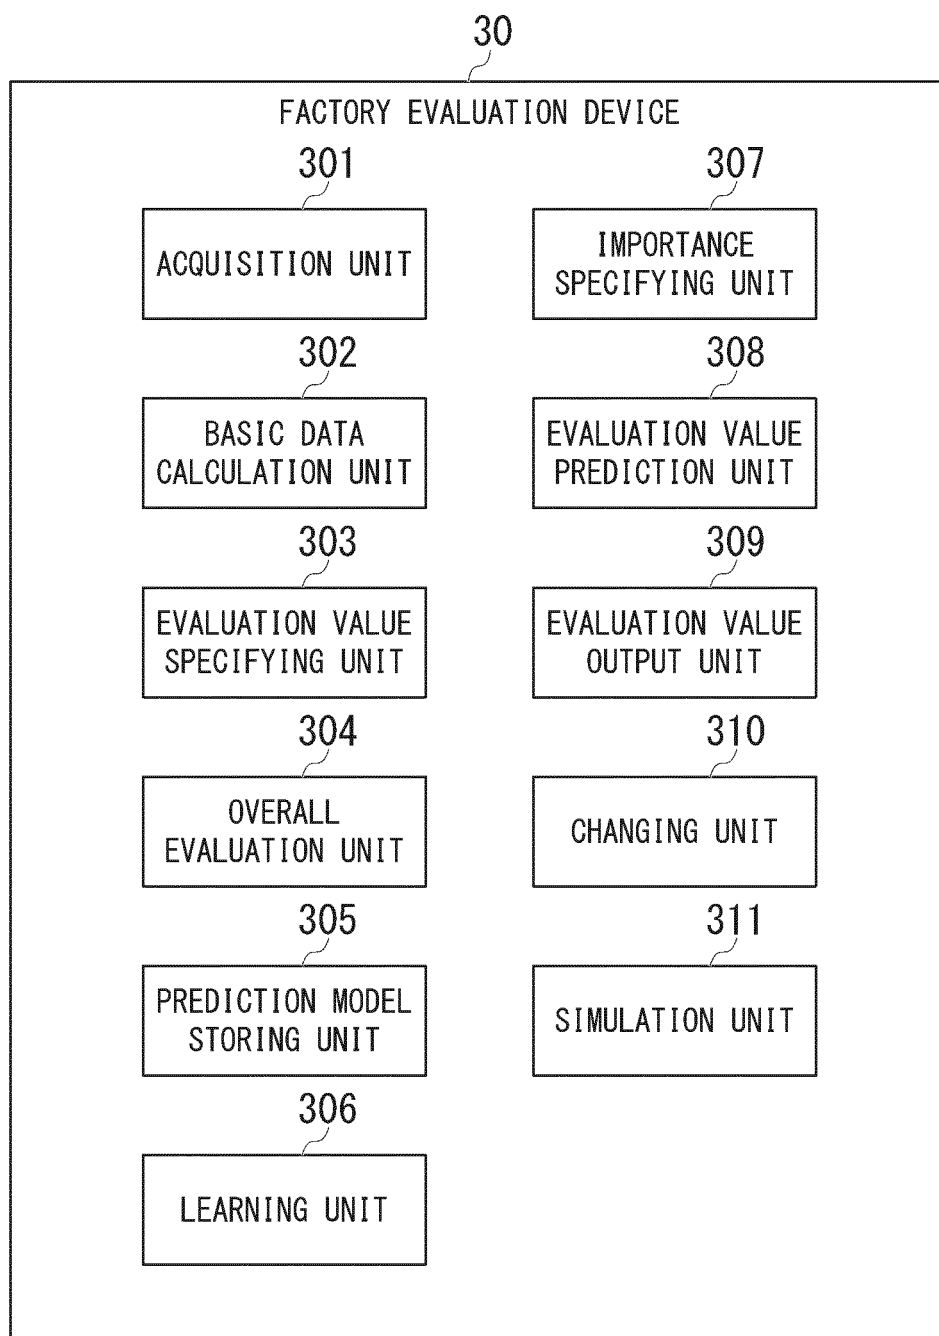 30
FACTORY EVALUATION DEVICE
301
ACQUISITION UNIT
302
BASIC DATA
CALCULATION UNIT
303
EVALUATION VALUE
SPECIFYING UNIT
304
OVERALL
EVALUATION UNIT
305
PREDICTION MODEL
STORING UNIT
306
LEARNING UNIT
307
IMPORTANCE
SPECIFYING UNIT
308
EVALUATION VALUE
PREDICTION UNIT
309
EVALUATION VALUE
OUTPUT UNIT
310
CHANGING UNIT
311
SIMULATION UNIT